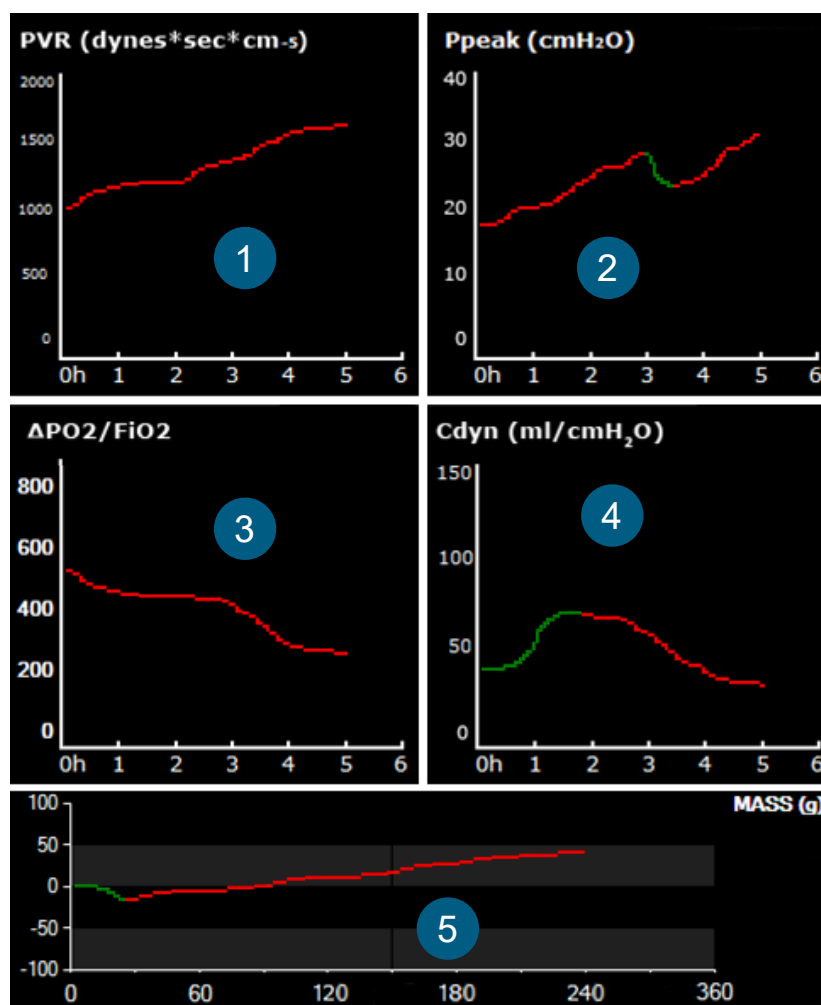 PVR (dynes*sec*cm-5)
2000
1500
1000
500
0
0h 1 2 3 4 5 6
1
Ppeak (cmH₂O)
40
30
20
10
0
0h 1 2 3 4 5 6
2
ΔPO2/FiO2
800
600
400
200
0
0h 1 2 3 4 5 6
3
Cdyn (ml/cmH₂O)
150
100
50
0
0h 1 2 3 4 5 6
4
MASS (g)
100
50
0
-50
-100
0 60 120 180 240 360
5